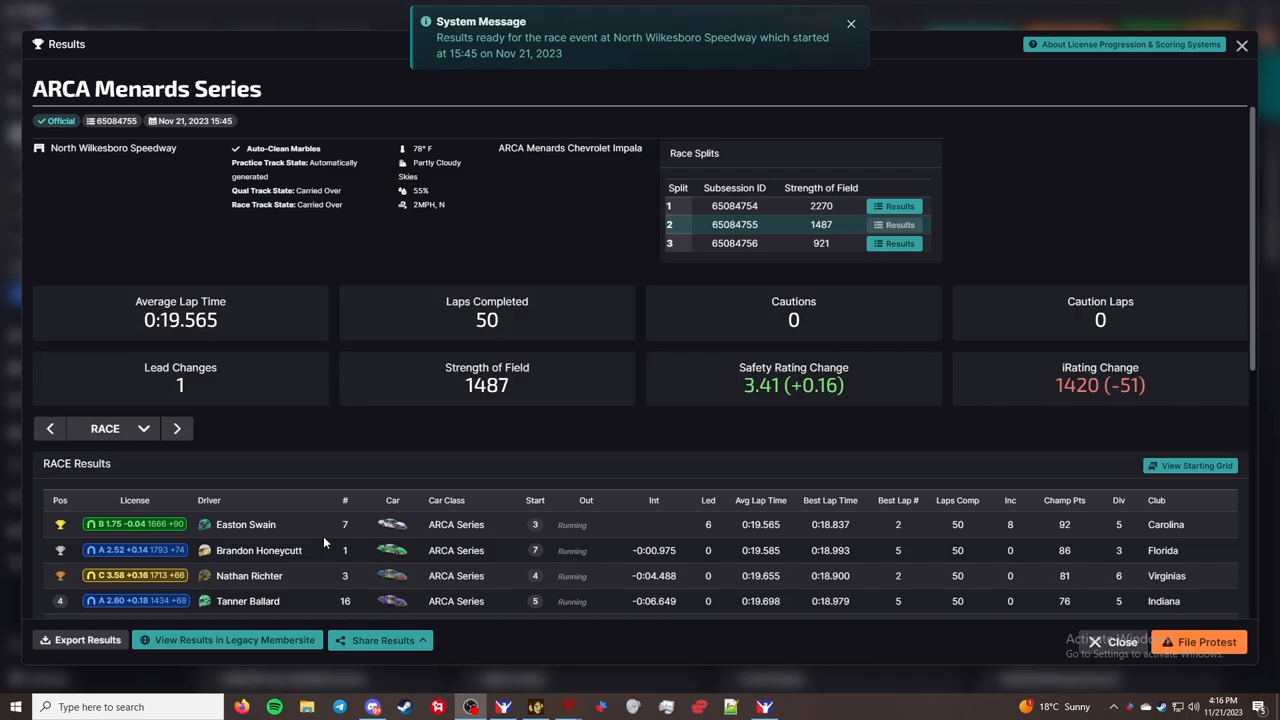 System Message
Results ready for the race event at North Wilkesboro Speedway which started
at 15:45 on Nov 21, 2023
Results
About License Progression & Scoring Systems
ARCA Menards Series
Official 65084755 Nov 21, 2023 15:45
North Wilkesboro Speedway
Auto-Clean Marbles
Practice Track State: Automatically
generated
Qual Track State: Carried Over
Race Track State: Carried Over
78° F
Partly Cloudy
Skies
55%
2MPH, N
ARCA Menards Chevrolet Impala
Race Splits
Split Subsession ID Strength of Field
1 65084754 2270 Results
2 65084755 1487 Results
3 65084756 921 Results
Average Lap Time
0:19.565
Laps Completed
50
Cautions
0
Caution Laps
0
Lead Changes
1
Strength of Field
1487
Safety Rating Change
3.41 (+0.16)
iRating Change
1420 (-51)
RACE
RACE Results
View Starting Grid
Pos License Driver # Car Car Class Start Out Int Led Avg Lap Time Best Lap Time Best Lap # Laps Comp Inc Champ Pts Div Club
B 1.75 -0.04 1666 +90 Easton Swain 7 ARCA Series 3 Running 6 0:19.565 0:18.837 2 50 8 92 5 Carolina
A 2.52 +0.14 1793 +74 Brandon Honeycutt 1 ARCA Series 7 Running -0:00.975 0 0:19.585 0:18.993 5 50 0 86 3 Florida
C 3.58 +0.16 1713 +66 Nathan Richter 3 ARCA Series 4 Running -0:04.488 0 0:19.655 0:18.900 2 50 0 81 6 Virginias
4 A 2.60 +0.18 1434 +68 Tanner Ballard 16 ARCA Series 5 Running -0:06.649 0 0:19.698 0:18.979 5 50 0 76 5 Indiana
Export Results
View Results in Legacy Membersite
Share Results
Activate Windows
Go to Settings to activate Windows.
Close
File Protest
Type here to search
18°C Sunny
4:16 PM
11/21/2023